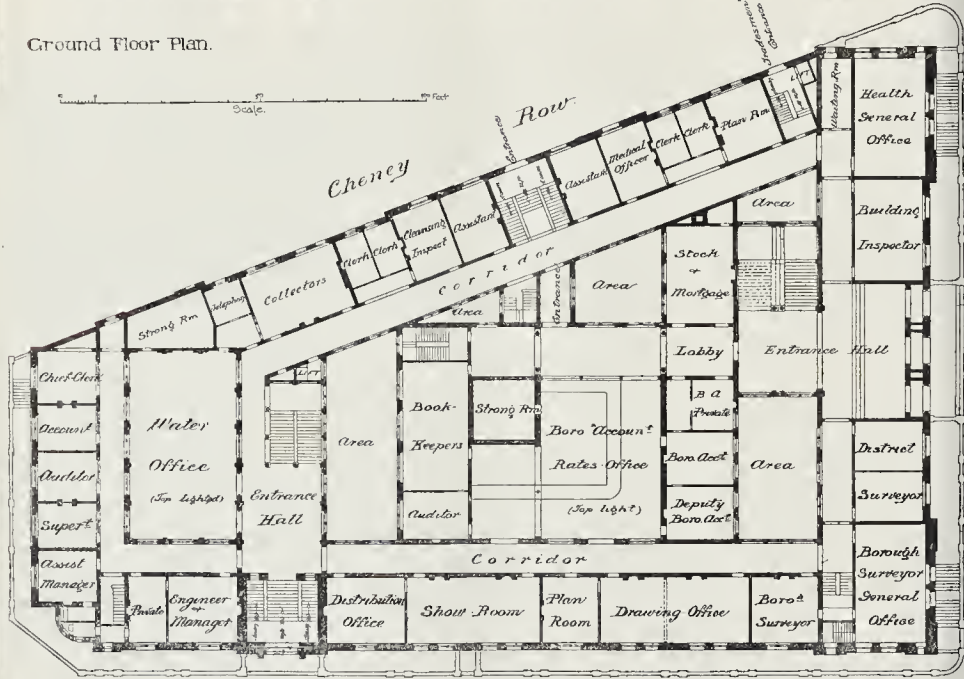 Ground Floor Plan.
50
Scale.
Tradesmen's
Entrance
Cheney Row.
Entrance
Waiting Rm
Health
General
Office
LIFT
Plan Rm
Clerk
Clerk
Medical
Officer
Assistant
Assistant
Cleansing
Inspect
Clerk
Clerk
Collectors
Telephone
Strong Rm
Corridor
Area
Building
Inspector
Stock
&
Mortgage
Area
Entrance
Area
Lobby
Entrance Hall
Chief-Clerk
Account
Auditor
Supert
Assist
Manager
Water
Office
(Top Lighted)
LIFT
Entrance
Hall
Area
Book-
Keepers
Auditor
Strong Rm
Boro' Account
Rates-Office
(Top light)
B A
Private
Boro. Acct
Deputy
Boro. Acct
Area
District
Surveyor
Corridor
Borough
Surveyor
General
Office
Private
Engineer
&
Manager
Distribution
Office
Show-Room
Plan
Room
Drawing-Office
Boro'
Surveyor